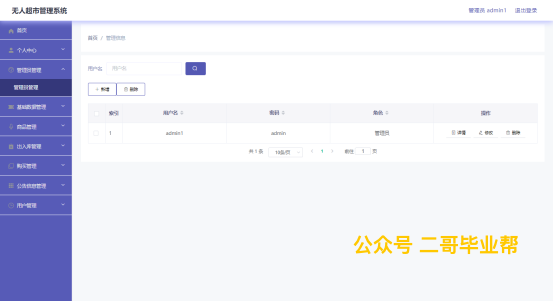 无人超市管理系统
管理员 admin1 退出登录
首页
个人中心
管理员管理
管理员管理
基础数据管理
商品管理
出入库管理
购买管理
公告信息管理
用户管理
首页 / 管理信息
用户名 用户名
+ 新增 删除
索引 用户名 密码 角色 操作
1 admin1 admin 管理员 详情 修改 删除
共 1 条 10条/页 < 1 > 前往 1 页
公众号 二哥毕业帮